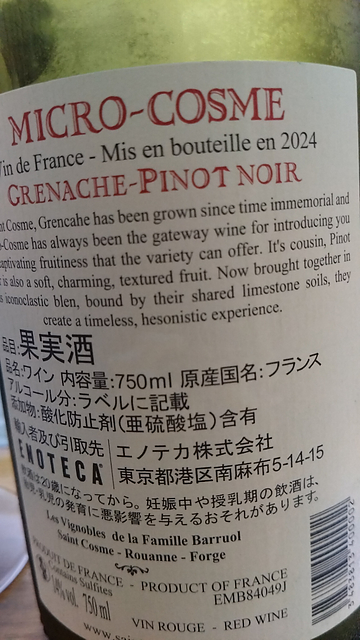 MICRO-COSME
Vin de France - Mis en bouteille en 2024
GRENACHE-PINOT NOIR
nt Cosme, Grencahe has been grown since time immemorial and
o-Cosme has always been the gateway wine for introducing you
aptivating fruitiness that the variety can offer. It's cousin, Pinot
is also a soft, charming, textured fruit. Now brought together in
s iconoclastic blen, bound by their shared limestone soils, they
create a timeless, hesonistic experience.
品目:果実酒
品名:ワイン 内容量:750ml 原産国名:フランス
アルコール分:ラベルに記載
添加物:酸化防止剤(亜硫酸塩)含有
輸入者及び引取先 エノテカ株式会社
ENOTECA 東京都港区南麻布5-14-15
飲酒は20歳になってから。妊娠中や授乳期の飲酒は、
胎児・乳児の発育に悪影響を与えるおそれがあります。
Les Vignobles de la Famille Barruol
Saint Cosme - Rouanne - Forge
PRODUIT DE FRANCE - PRODUCT OF FRANCE
Contains Sulfites
EMB84049J
14% vol. 750 ml
VIN ROUGE - RED WINE
www.sai